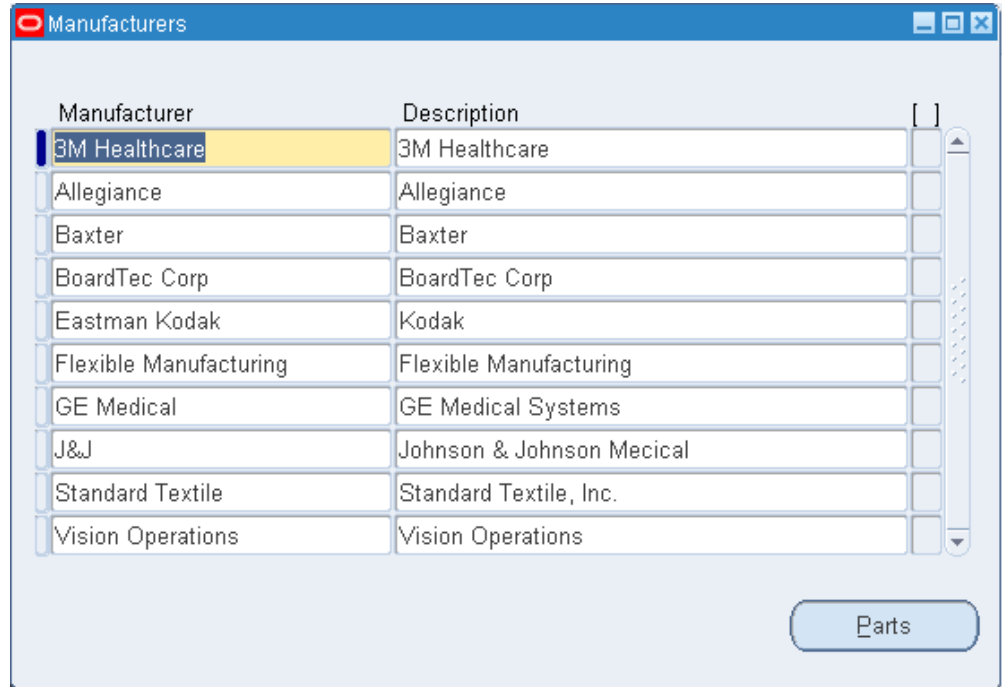 Manufacturers
Manufacturer Description [ ]
3M Healthcare 3M Healthcare
Allegiance Allegiance
Baxter Baxter
BoardTec Corp BoardTec Corp
Eastman Kodak Kodak
Flexible Manufacturing Flexible Manufacturing
GE Medical GE Medical Systems
J&J Johnson & Johnson Mecical
Standard Textile Standard Textile, Inc.
Vision Operations Vision Operations
Parts